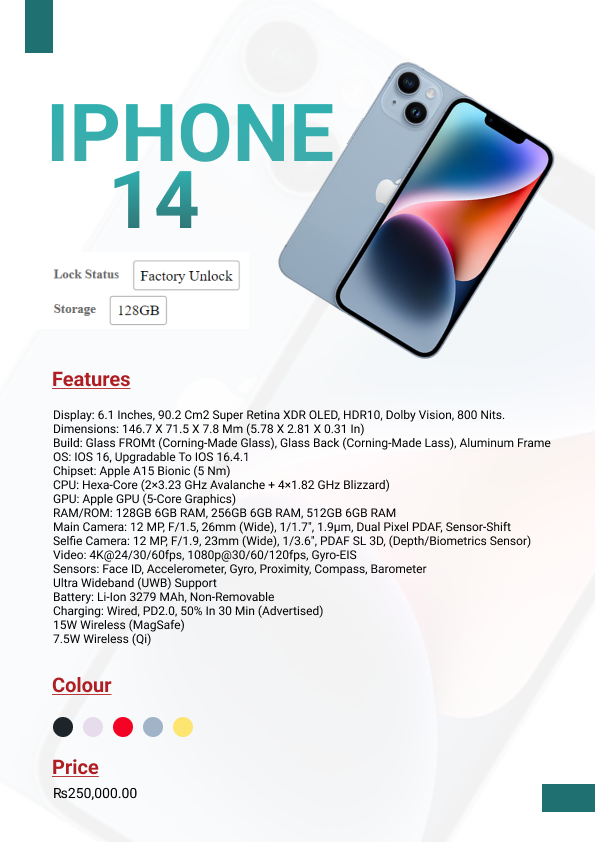 IPHONE
14
Lock Status Factory Unlock
Storage 128GB
Features
Display: 6.1 Inches, 90.2 Cm2 Super Retina XDR OLED, HDR10, Dolby Vision, 800 Nits.
Dimensions: 146.7 X 71.5 X 7.8 Mm (5.78 X 2.81 X 0.31 In)
Build: Glass FROMt (Corning-Made Glass), Glass Back (Corning-Made Lass), Aluminum Frame
OS: IOS 16, Upgradable To IOS 16.4.1
Chipset: Apple A15 Bionic (5 Nm)
CPU: Hexa-Core (2×3.23 GHz Avalanche + 4×1.82 GHz Blizzard)
GPU: Apple GPU (5-Core Graphics)
RAM/ROM: 128GB 6GB RAM, 256GB 6GB RAM, 512GB 6GB RAM
Main Camera: 12 MP, F/1.5, 26mm (Wide), 1/1.7", 1.9µm, Dual Pixel PDAF, Sensor-Shift
Selfie Camera: 12 MP, F/1.9, 23mm (Wide), 1/3.6", PDAF SL 3D, (Depth/Biometrics Sensor)
Video: 4K@24/30/60fps, 1080p@30/60/120fps, Gyro-EIS
Sensors: Face ID, Accelerometer, Gyro, Proximity, Compass, Barometer
Ultra Wideband (UWB) Support
Battery: Li-Ion 3279 MAh, Non-Removable
Charging: Wired, PD2.0, 50% In 30 Min (Advertised)
15W Wireless (MagSafe)
7.5W Wireless (Qi)
Colour
Price
₨250,000.00